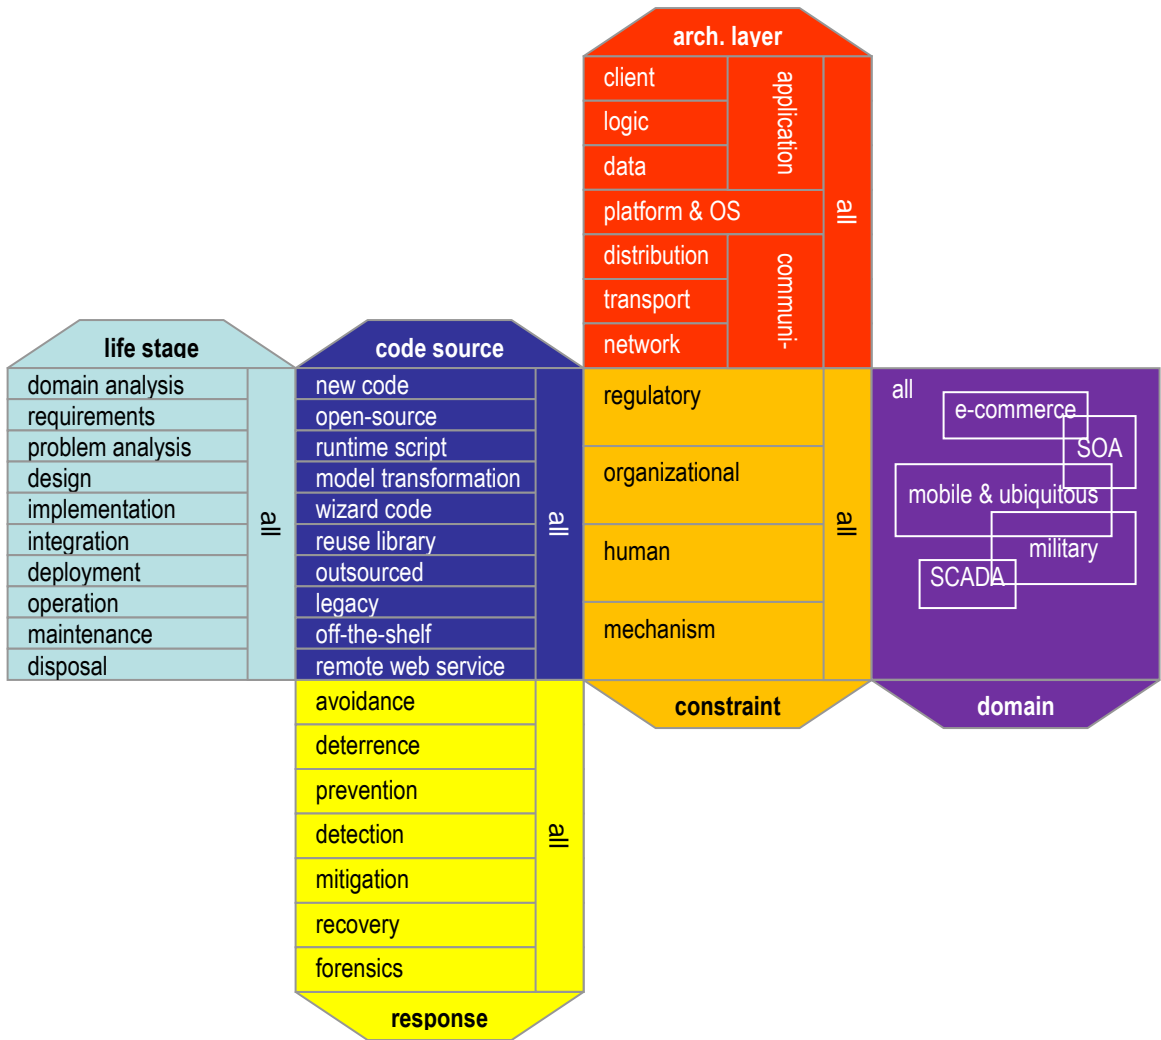 arch. layer
client
logic
data
application
platform & OS
distribution
transport
network
communi-
all
life stage
domain analysis
requirements
problem analysis
design
implementation
integration
deployment
operation
maintenance
disposal
all
code source
new code
open-source
runtime script
model transformation
wizard code
reuse library
outsourced
legacy
off-the-shelf
remote web service
all
regulatory
organizational
human
mechanism
all
constraint
all
e-commerce
SOA
mobile & ubiquitous
military
SCADA
domain
avoidance
deterrence
prevention
detection
mitigation
recovery
forensics
all
response